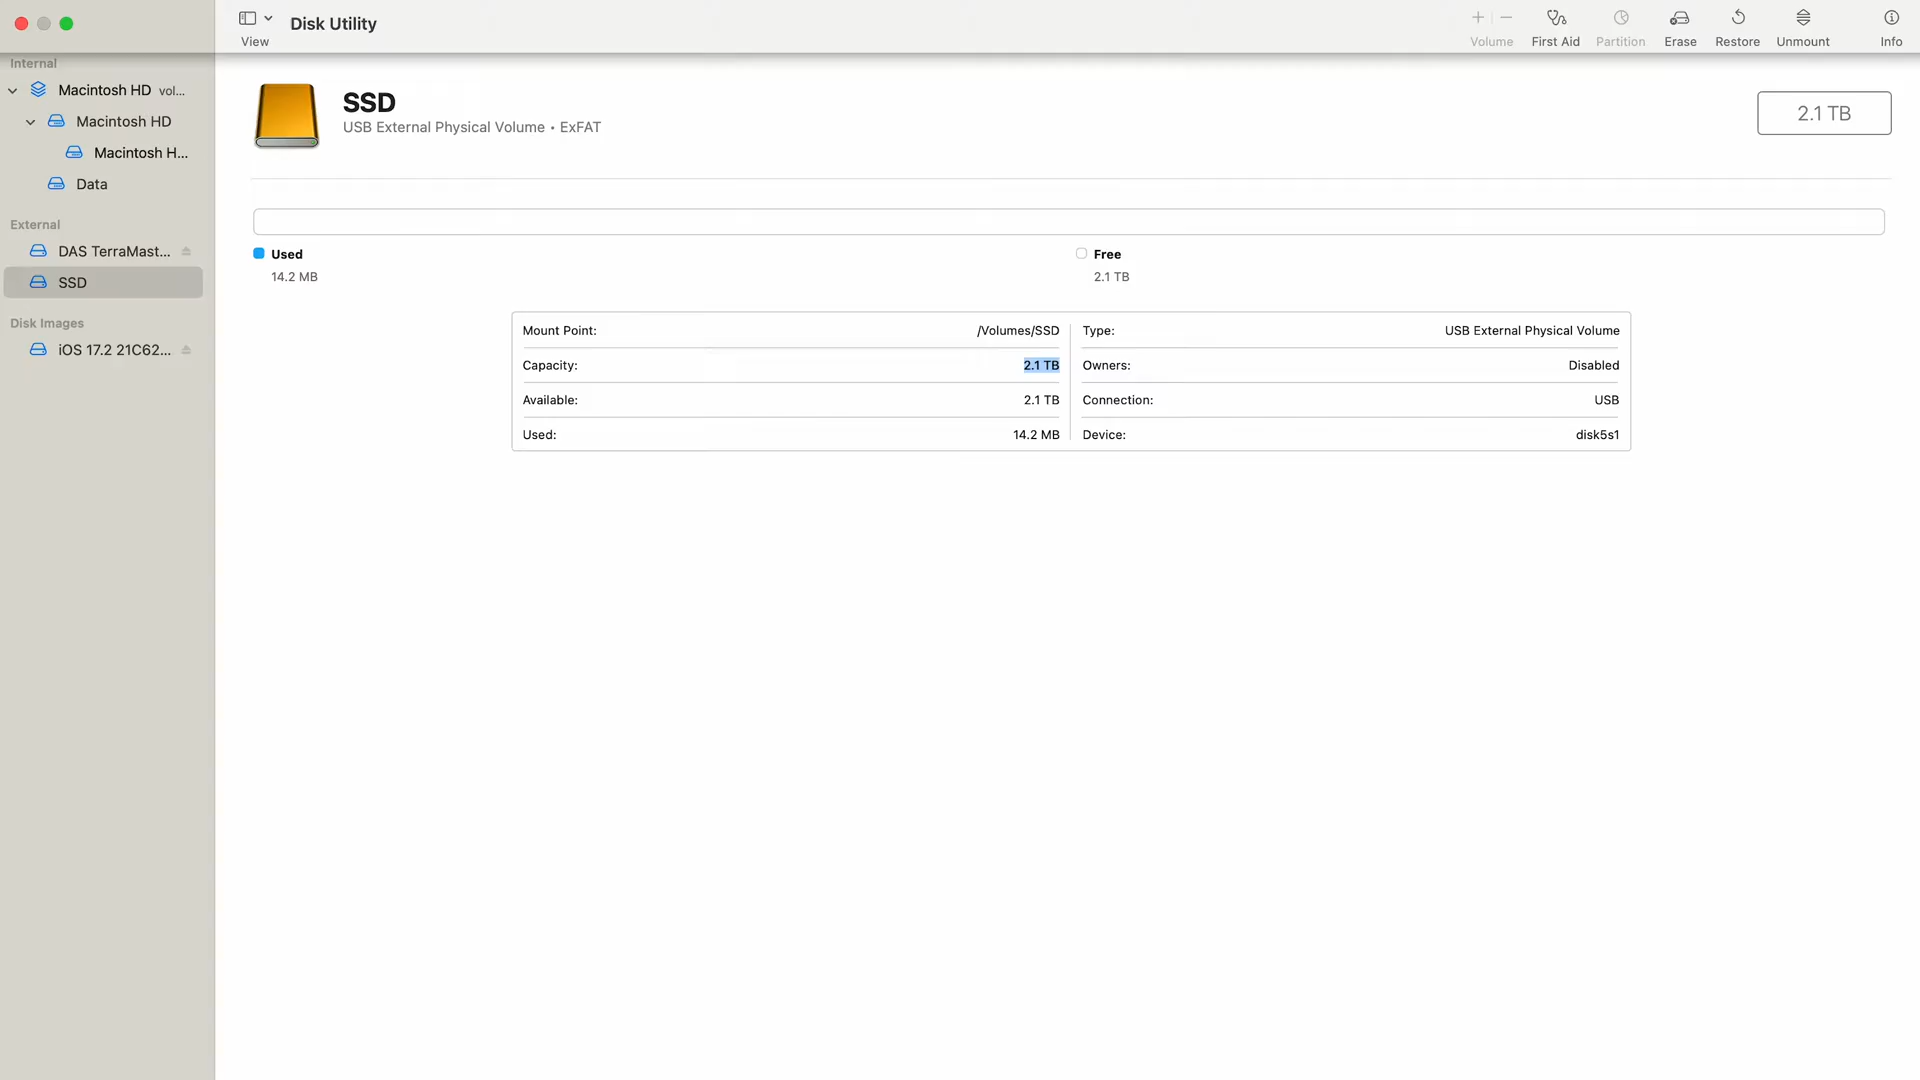 Disk Utility
View
Volume
First Aid
Partition
Erase
Restore
Unmount
Info
Internal
Macintosh HD vol...
Macintosh HD
Macintosh H...
Data
External
DAS TerraMast...
SSD
Disk Images
iOS 17.2 21C62...
SSD
USB External Physical Volume • ExFAT
2.1 TB
Used
14.2 MB
Free
2.1 TB
Mount Point: /Volumes/SSD
Capacity: 2.1 TB
Available: 2.1 TB
Used: 14.2 MB
Type: USB External Physical Volume
Owners: Disabled
Connection: USB
Device: disk5s1